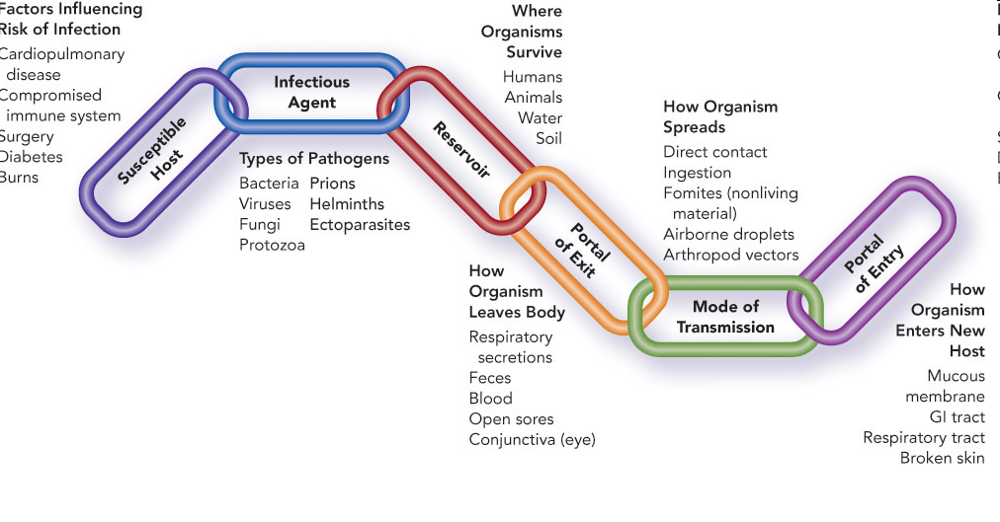 Factors Influencing
Risk of Infection
Cardiopulmonary
disease
Compromised
immune system
Surgery
Diabetes
Burns
Susceptible
Host
Infectious
Agent
Types of Pathogens
Bacteria Prions
Viruses Helminths
Fungi Ectoparasites
Protozoa
Reservoir
Where
Organisms
Survive
Humans
Animals
Water
Soil
Portal
of Exit
How
Organism
Leaves Body
Respiratory
secretions
Feces
Blood
Open sores
Conjunctiva (eye)
Mode of
Transmission
How Organism
Spreads
Direct contact
Ingestion
Fomites (nonliving
material)
Airborne droplets
Arthropod vectors
Portal
of Entry
How
Organism
Enters New
Host
Mucous
membrane
GI tract
Respiratory tract
Broken skin